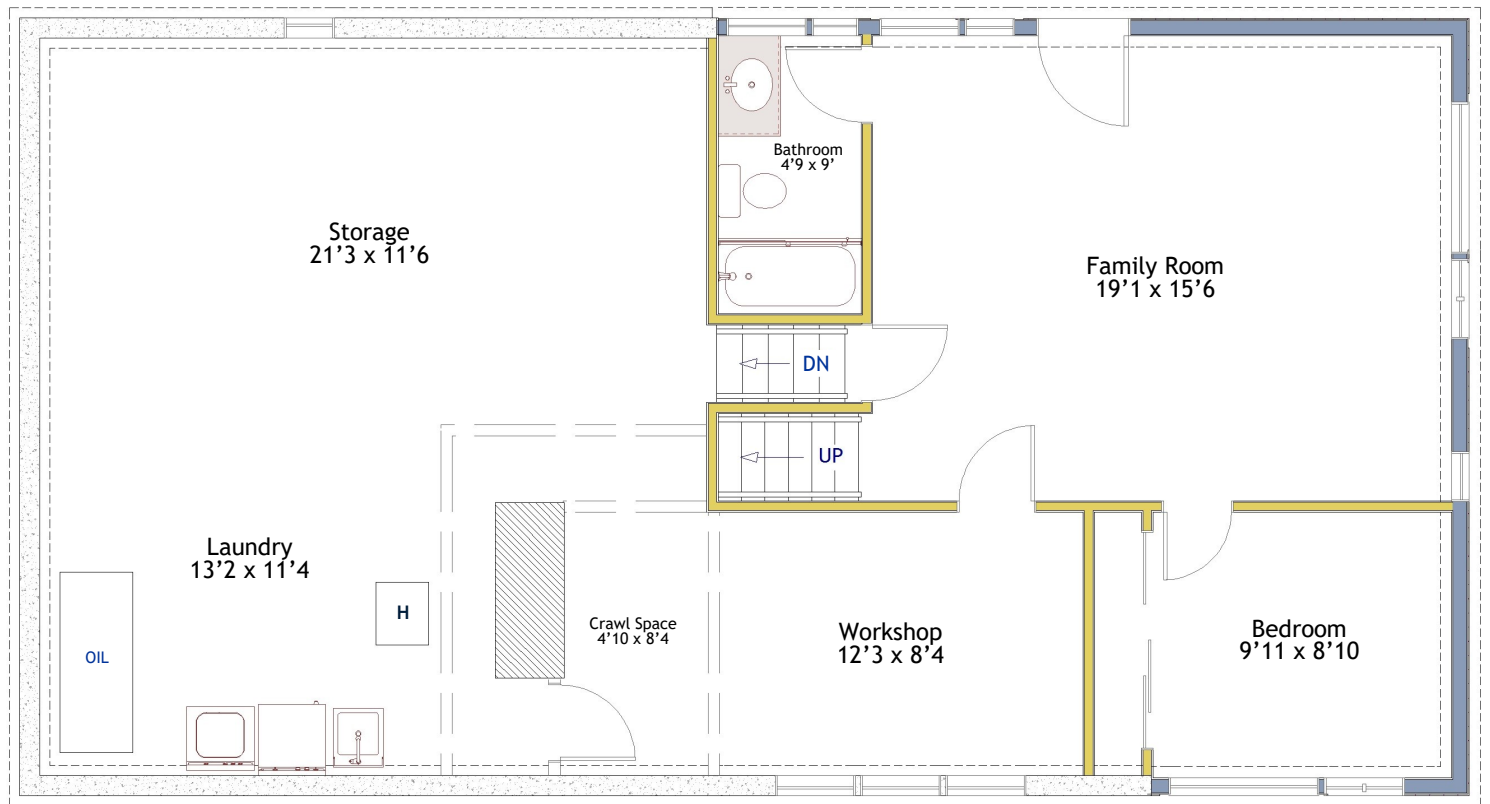 Bathroom
4'9 x 9'
Storage
21'3 x 11'6
Family Room
19'1 x 15'6
DN
UP
Laundry
13'2 x 11'4
H
OIL
Crawl Space
4'10 x 8'4
Workshop
12'3 x 8'4
Bedroom
9'11 x 8'10